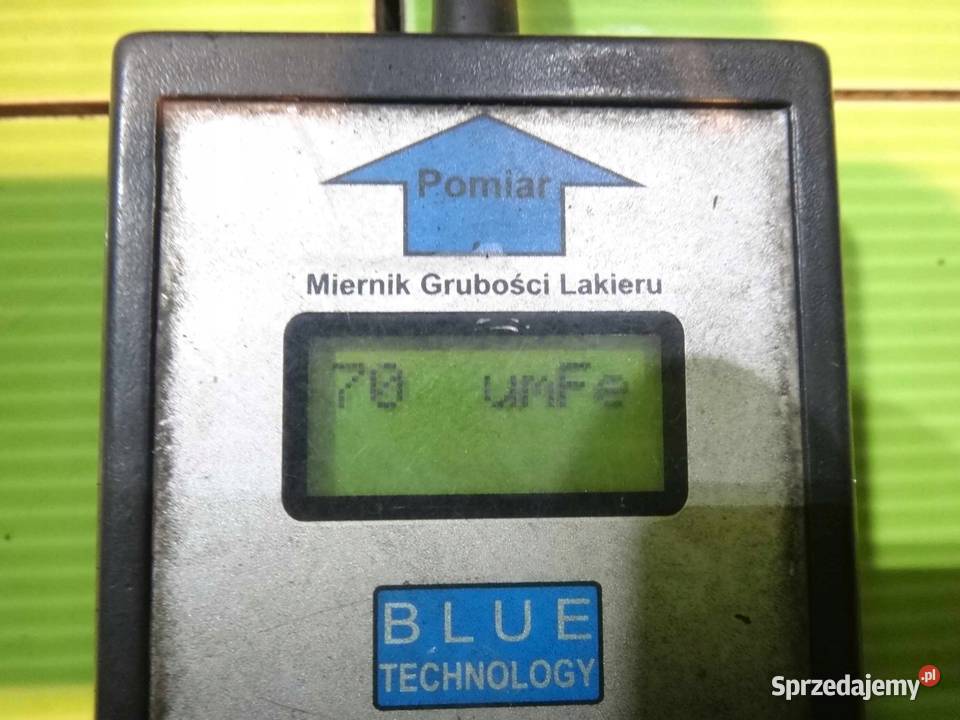 Pomiar
Miernik Grubości Lakieru
70 umFe
BLUE
TECHNOLOGY
Sprzedajemy.pl